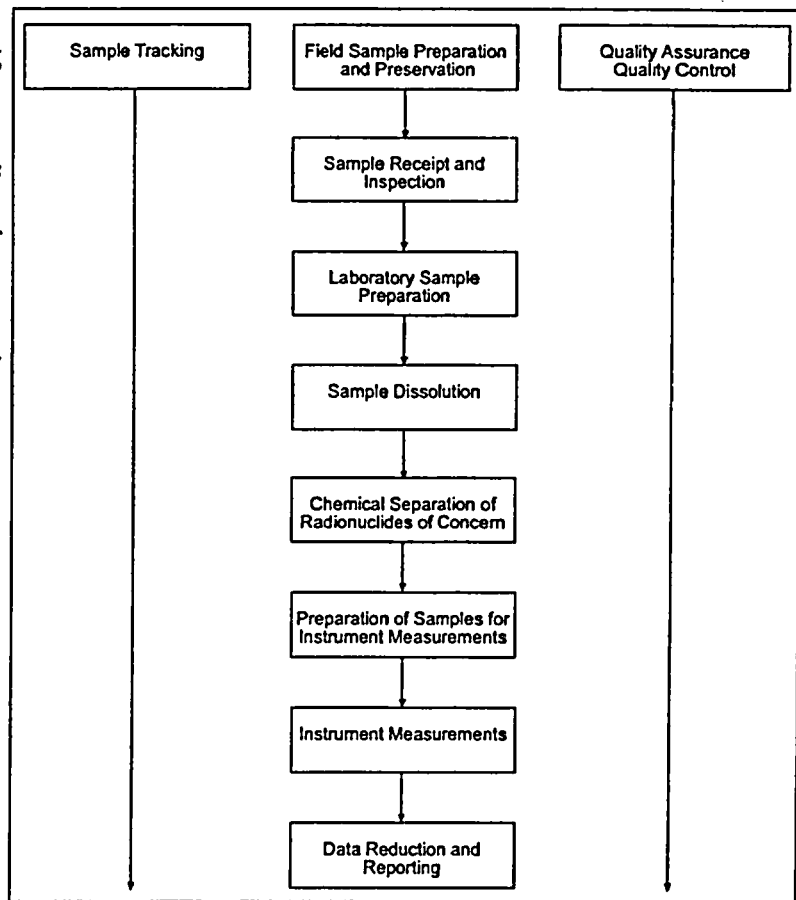 Sample Tracking
Field Sample Preparation
and Preservation
Quality Assurance
Quality Control
Sample Receipt and
Inspection
Laboratory Sample
Preparation
Sample Dissolution
Chemical Separation of
Radionuclides of Concern
Preparation of Samples for
Instrument Measurements
Instrument Measurements
Data Reduction and
Reporting